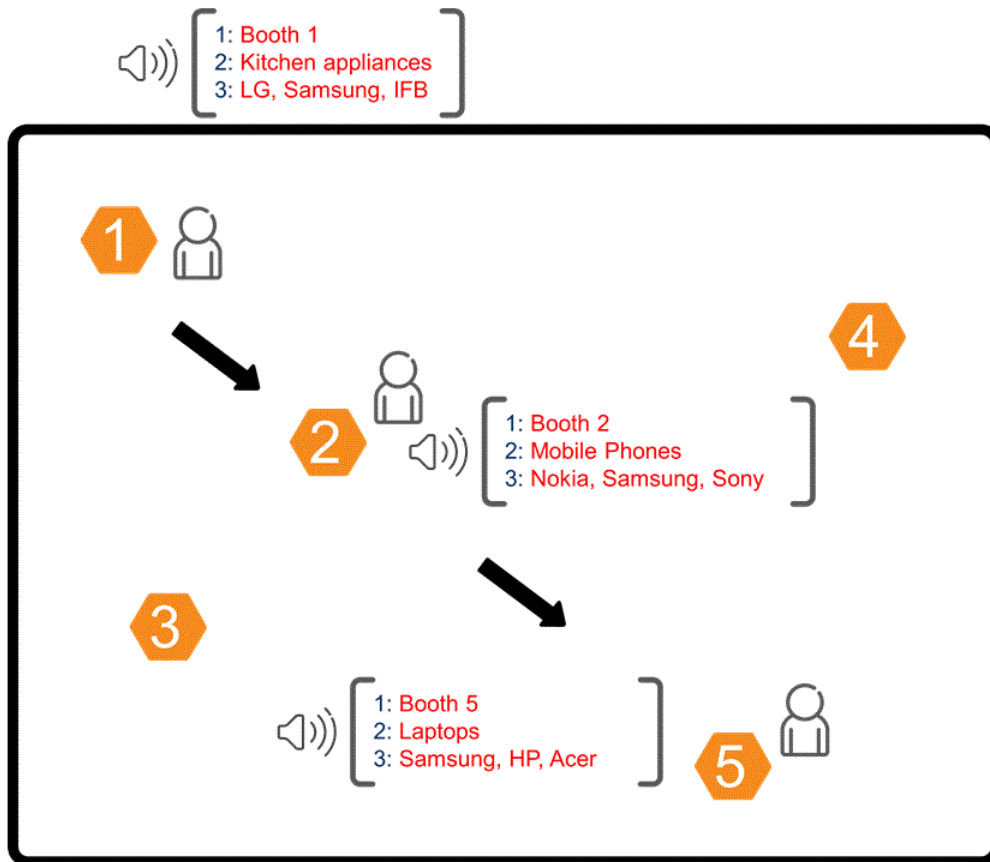 1: Booth 1
2: Kitchen appliances
3: LG, Samsung, IFB
1
4
2
1: Booth 2
2: Mobile Phones
3: Nokia, Samsung, Sony
3
1: Booth 5
2: Laptops
3: Samsung, HP, Acer
5